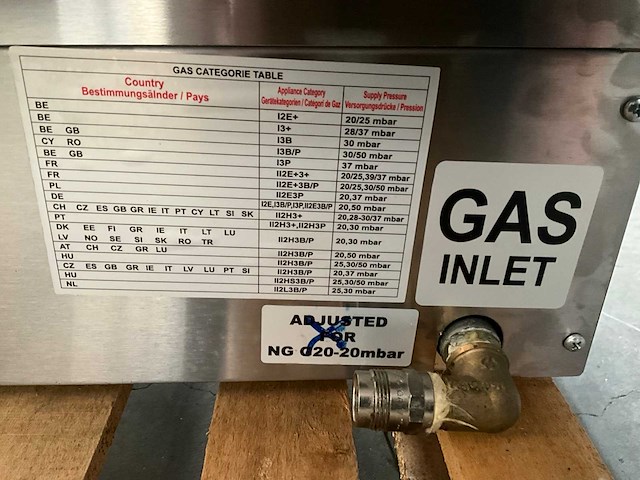 GAS CATEGORIE TABLE
Country Appliance Category Supply Pressure
Bestimmungsälnder / Pays Gerätekategorien / Categori de Gaz Versorgungsdrücke / Pression
BE I2E+ 20/25 mbar
BE I3+ 28/37 mbar
BE GB I3B 30 mbar
CY RO I3B/P 30/50 mbar
BE GB I3P 37 mbar
FR II2E+3+ 20/25,39/37 mbar
FR II2E+3B/P 20/25,30/50 mbar
PL II2E3P 20,37 mbar
DE I2E,I3B/P,I3P,II2E3B/P 20,50 mbar
CH CZ ES GB GR IE IT PT CY LT SI SK II2H3+ 20,28-30/37 mbar
PT II2H3+,II2H3P 20,30 mbar
DK EE FI GR IE IT LT LU
LV NO SE SI SK RO TR II2H3B/P 20,30 mbar
AT CH CZ GR LU II2H3B/P 20,50 mbar
HU II2H3B/P 25,30/50 mbar
CZ ES GB GR IE IT LV LU PT SI II2H3B/P 20,37 mbar
HU II2HS3B/P 25,30/50 mbar
NL II2L3B/P 25,30 mbar
GAS
INLET
ADJUSTED
FOR
NG G20-20mbar